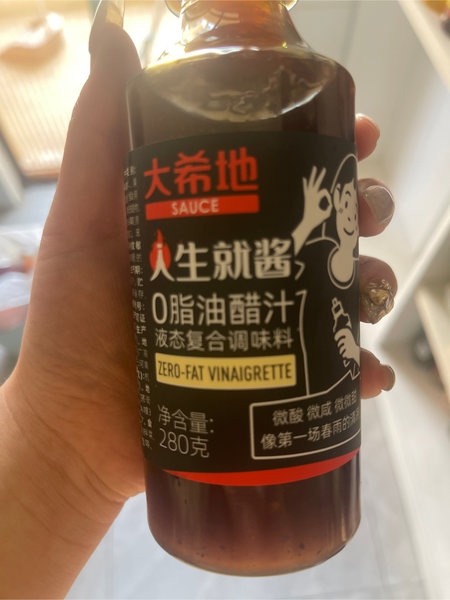 大希地
SAUCE
人生就酱
0脂油醋汁
液态复合调味料
ZERO-FAT VINAIGRETTE
净含量:
280克
微酸 微咸 微微甜
像第一场春雨的清